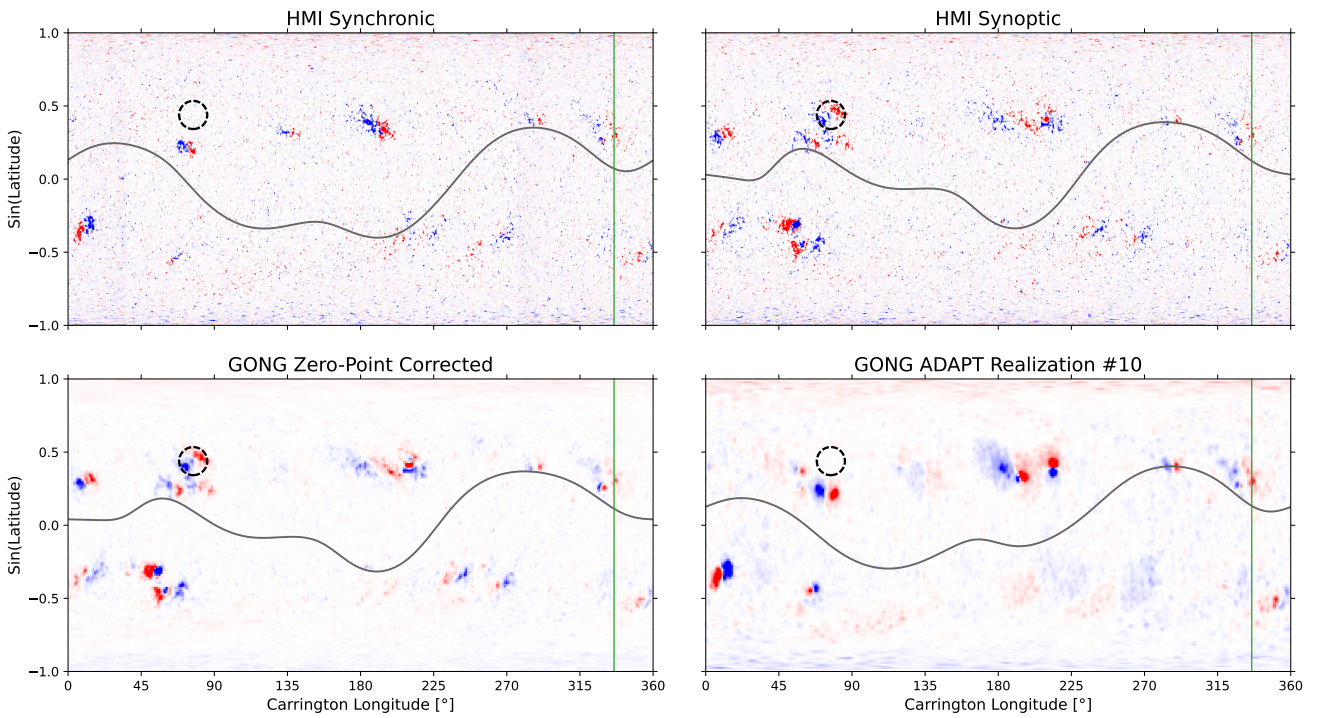 HMI Synchronic
HMI Synoptic
1.0
0.5
0.0
−0.5
−1.0
Sin(Latitude)
GONG Zero-Point Corrected
GONG ADAPT Realization #10
1.0
0.5
0.0
−0.5
−1.0
Sin(Latitude)
0 45 90 135 180 225 270 315 360
0 45 90 135 180 225 270 315 360
Carrington Longitude [°]
Carrington Longitude [°]